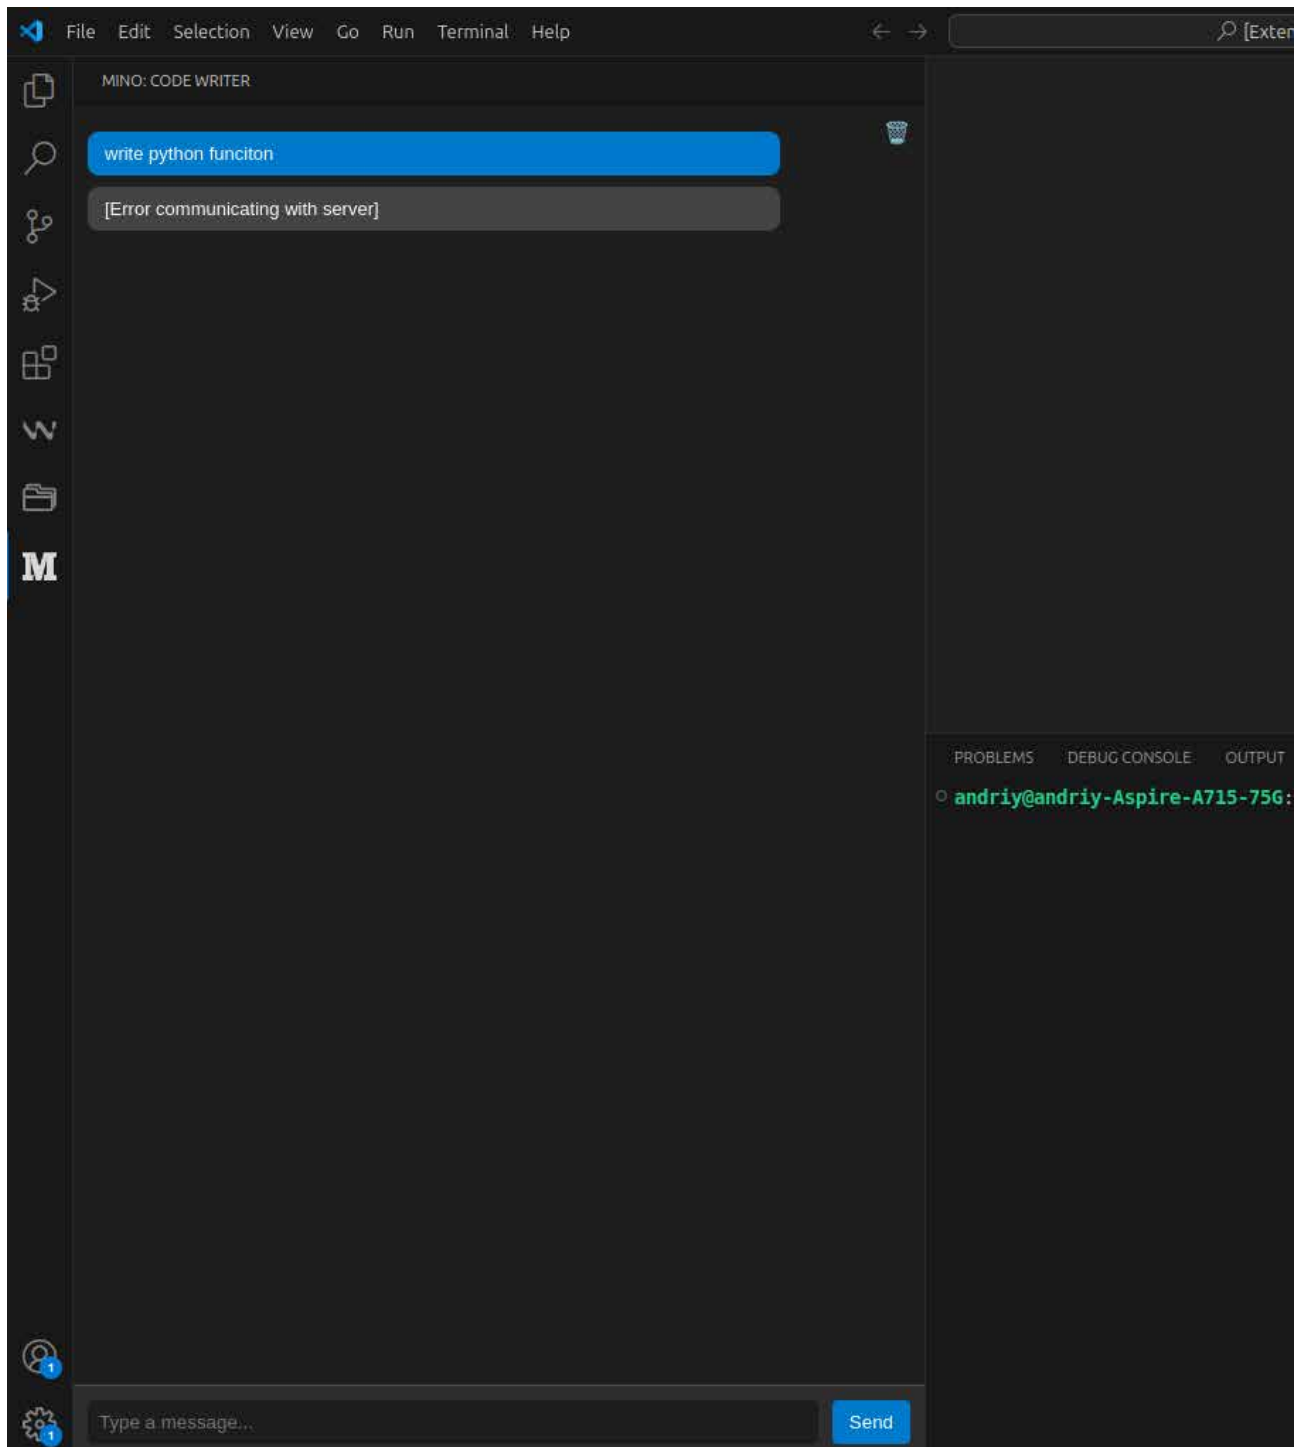 File Edit Selection View Go Run Terminal Help
[Exten
MINO: CODE WRITER
write python funciton
[Error communicating with server]
M
PROBLEMS DEBUG CONSOLE OUTPUT
andriy@andriy-Aspire-A715-75G:
1
Type a message...
Send
1